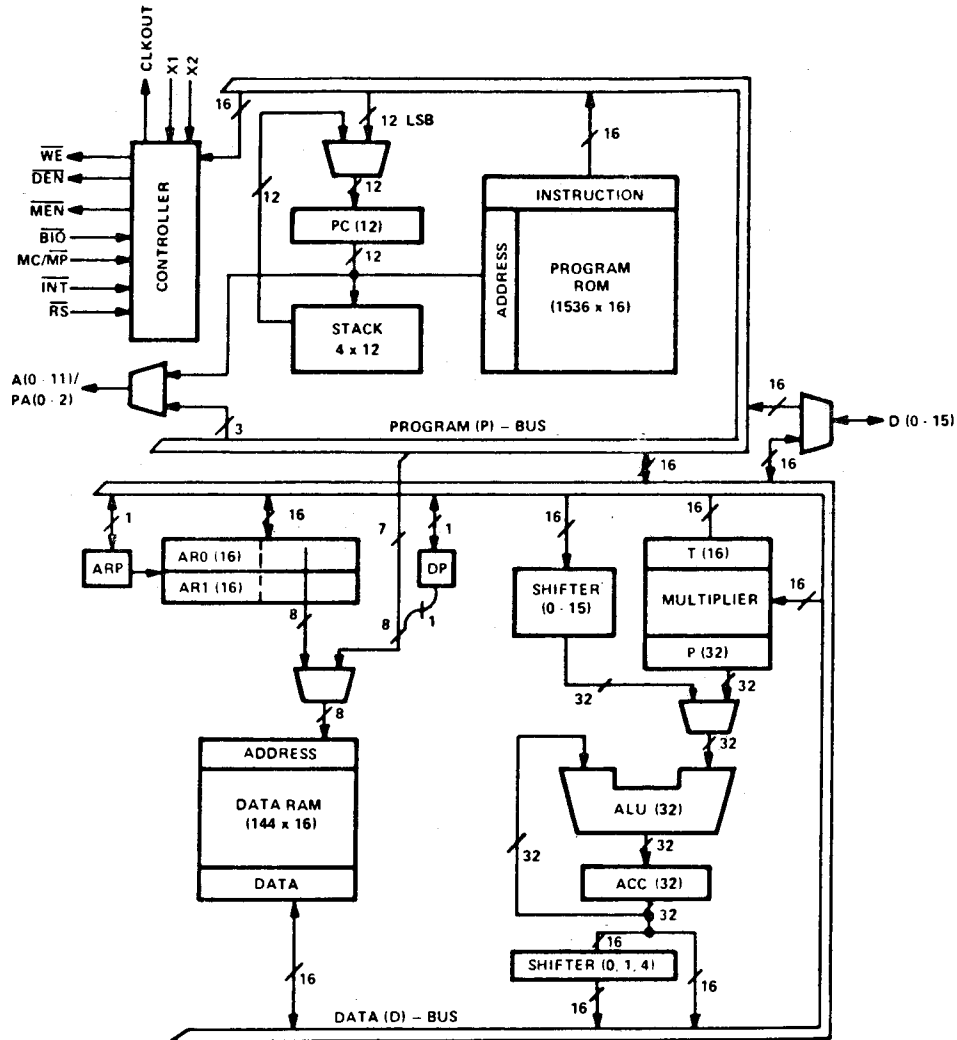 CLKOUT
X1
X2
WE
DEN
MEN
BIO
MC/MP
INT
RS
CONTROLLER
16
12 LSB
16
12
12
PC (12)
12
INSTRUCTION
ADDRESS
PROGRAM
ROM
(1536 x 16)
STACK
4 x 12
A(0 - 11)/
PA(0 - 2)
3
PROGRAM (P) – BUS
16
D (0 - 15)
16
16
1
16
7
1
16
16
ARP
AR0 (16)
AR1 (16)
DP
SHIFTER
(0 - 15)
T (16)
MULTIPLIER
P (32)
16
8
8
1
32
32
8
32
ADDRESS
DATA RAM
(144 x 16)
DATA
ALU (32)
32
32
ACC (32)
32
16
SHIFTER (0, 1, 4)
16
16
16
DATA (D) – BUS